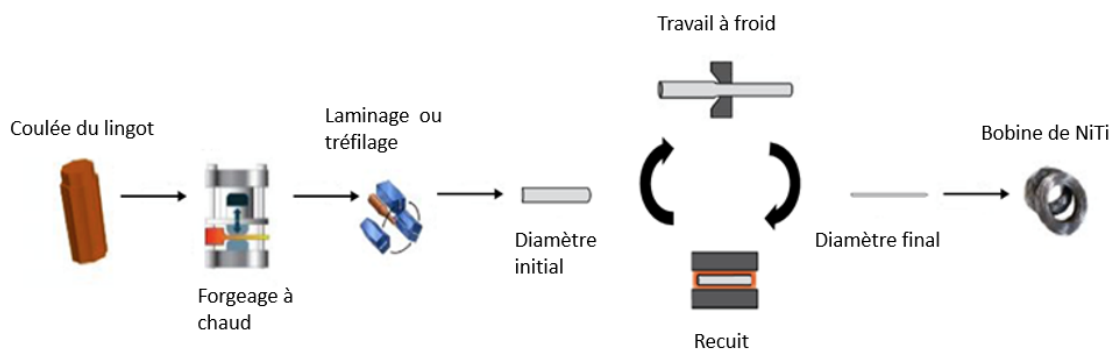 Travail à froid
Coulée du lingot
Laminage ou
tréfilage
Bobine de NiTi
Diamètre
initial
Diamètre final
Forgeage à
chaud
Recuit